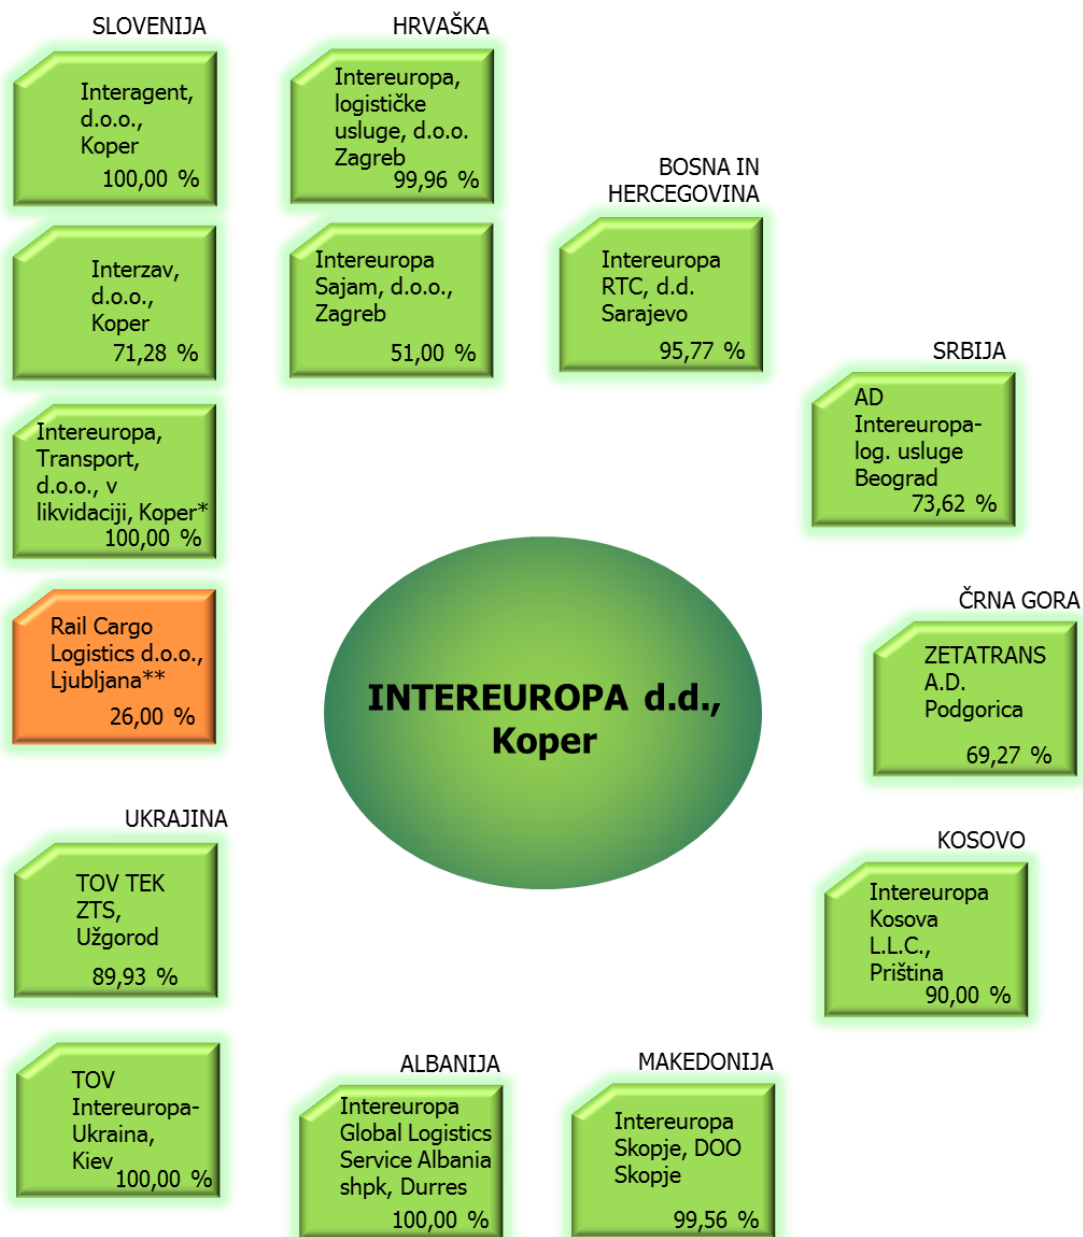 SLOVENIJA
Interagent,
d.o.o.,
Koper
100,00 %
Interzav,
d.o.o.,
Koper
71,28 %
Intereuropa,
Transport,
d.o.o., v
likvidaciji, Koper*
100,00 %
Rail Cargo
Logistics d.o.o.,
Ljubljana**
26,00 %
HRVAŠKA
Intereuropa,
logističke
usluge, d.o.o.
Zagreb
99,96 %
Intereuropa
Sajam, d.o.o.,
Zagreb
51,00 %
BOSNA IN
HERCEGOVINA
Intereuropa
RTC, d.d.
Sarajevo
95,77 %
SRBIJA
AD
Intereuropa-
log. usluge
Beograd
73,62 %
ČRNA GORA
ZETATRANS
A.D.
Podgorica
69,27 %
INTEREUROPA d.d.,
Koper
KOSOVO
Intereuropa
Kosova
L.L.C.,
Priština
90,00 %
UKRAJINA
TOV TEK
ZTS,
Užgorod
89,93 %
TOV
Intereuropa-
Ukraina,
Kiev
100,00 %
ALBANIJA
Intereuropa
Global Logistics
Service Albania
shpk, Durres
100,00 %
MAKEDONIJA
Intereuropa
Skopje, DOO
Skopje
99,56 %